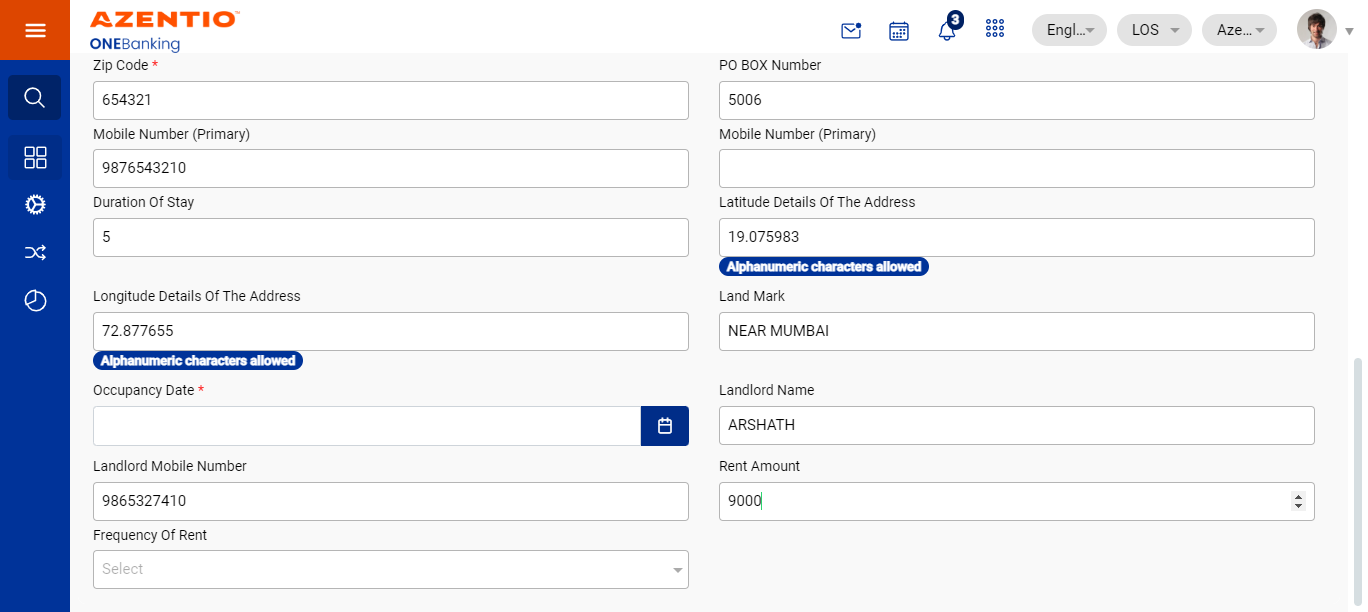 AZENTIO™
ONEBanking
3
Engl...
LOS
Aze...
Zip Code *
PO BOX Number
654321
5006
Mobile Number (Primary)
Mobile Number (Primary)
9876543210
Duration Of Stay
Latitude Details Of The Address
5
19.075983
Alphanumeric characters allowed
Longitude Details Of The Address
Land Mark
72.877655
NEAR MUMBAI
Alphanumeric characters allowed
Occupancy Date *
Landlord Name
ARSHATH
Landlord Mobile Number
Rent Amount
9865327410
9000
Frequency Of Rent
Select